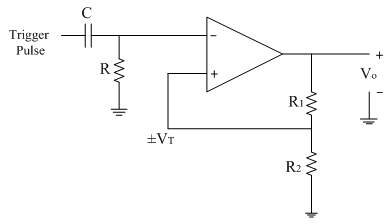 C
Trigger
Pulse
R
−
+
+
Vo
−
R1
±VT
R2